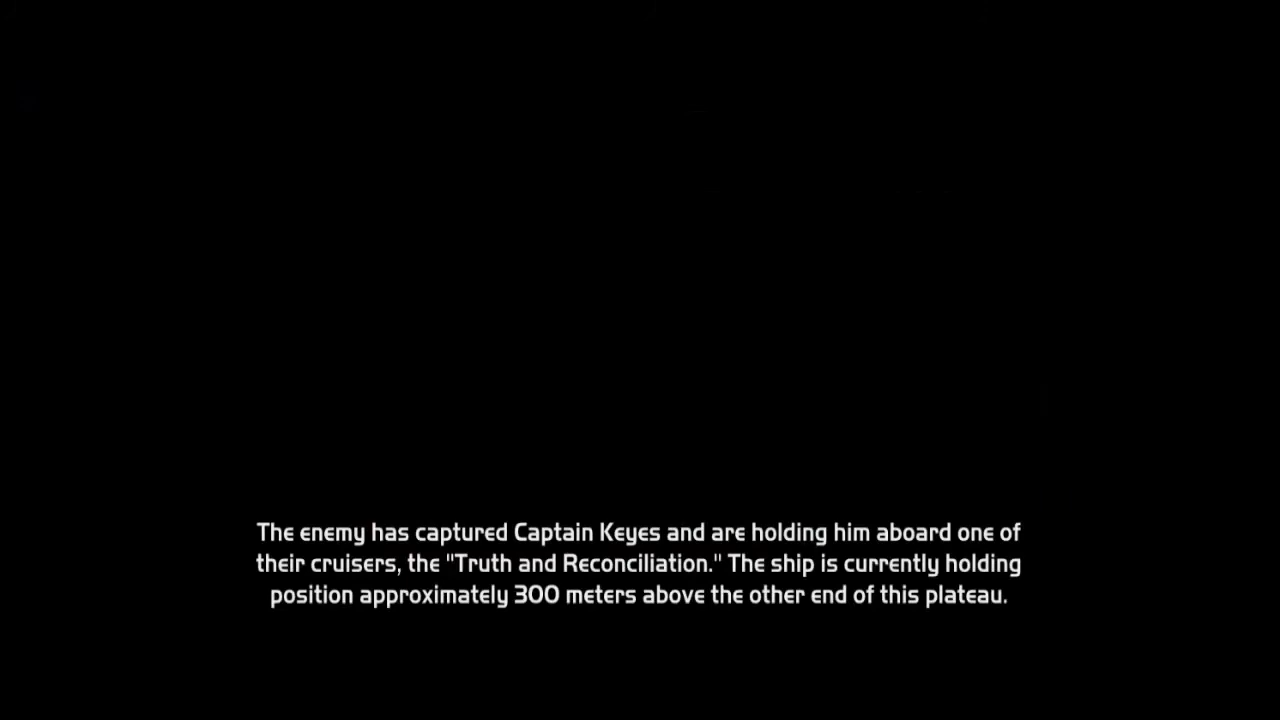 The enemy has captured Captain Keyes and are holding him aboard one of
their cruisers, the "Truth and Reconciliation." The ship is currently holding
position approximately 300 meters above the other end of this plateau.